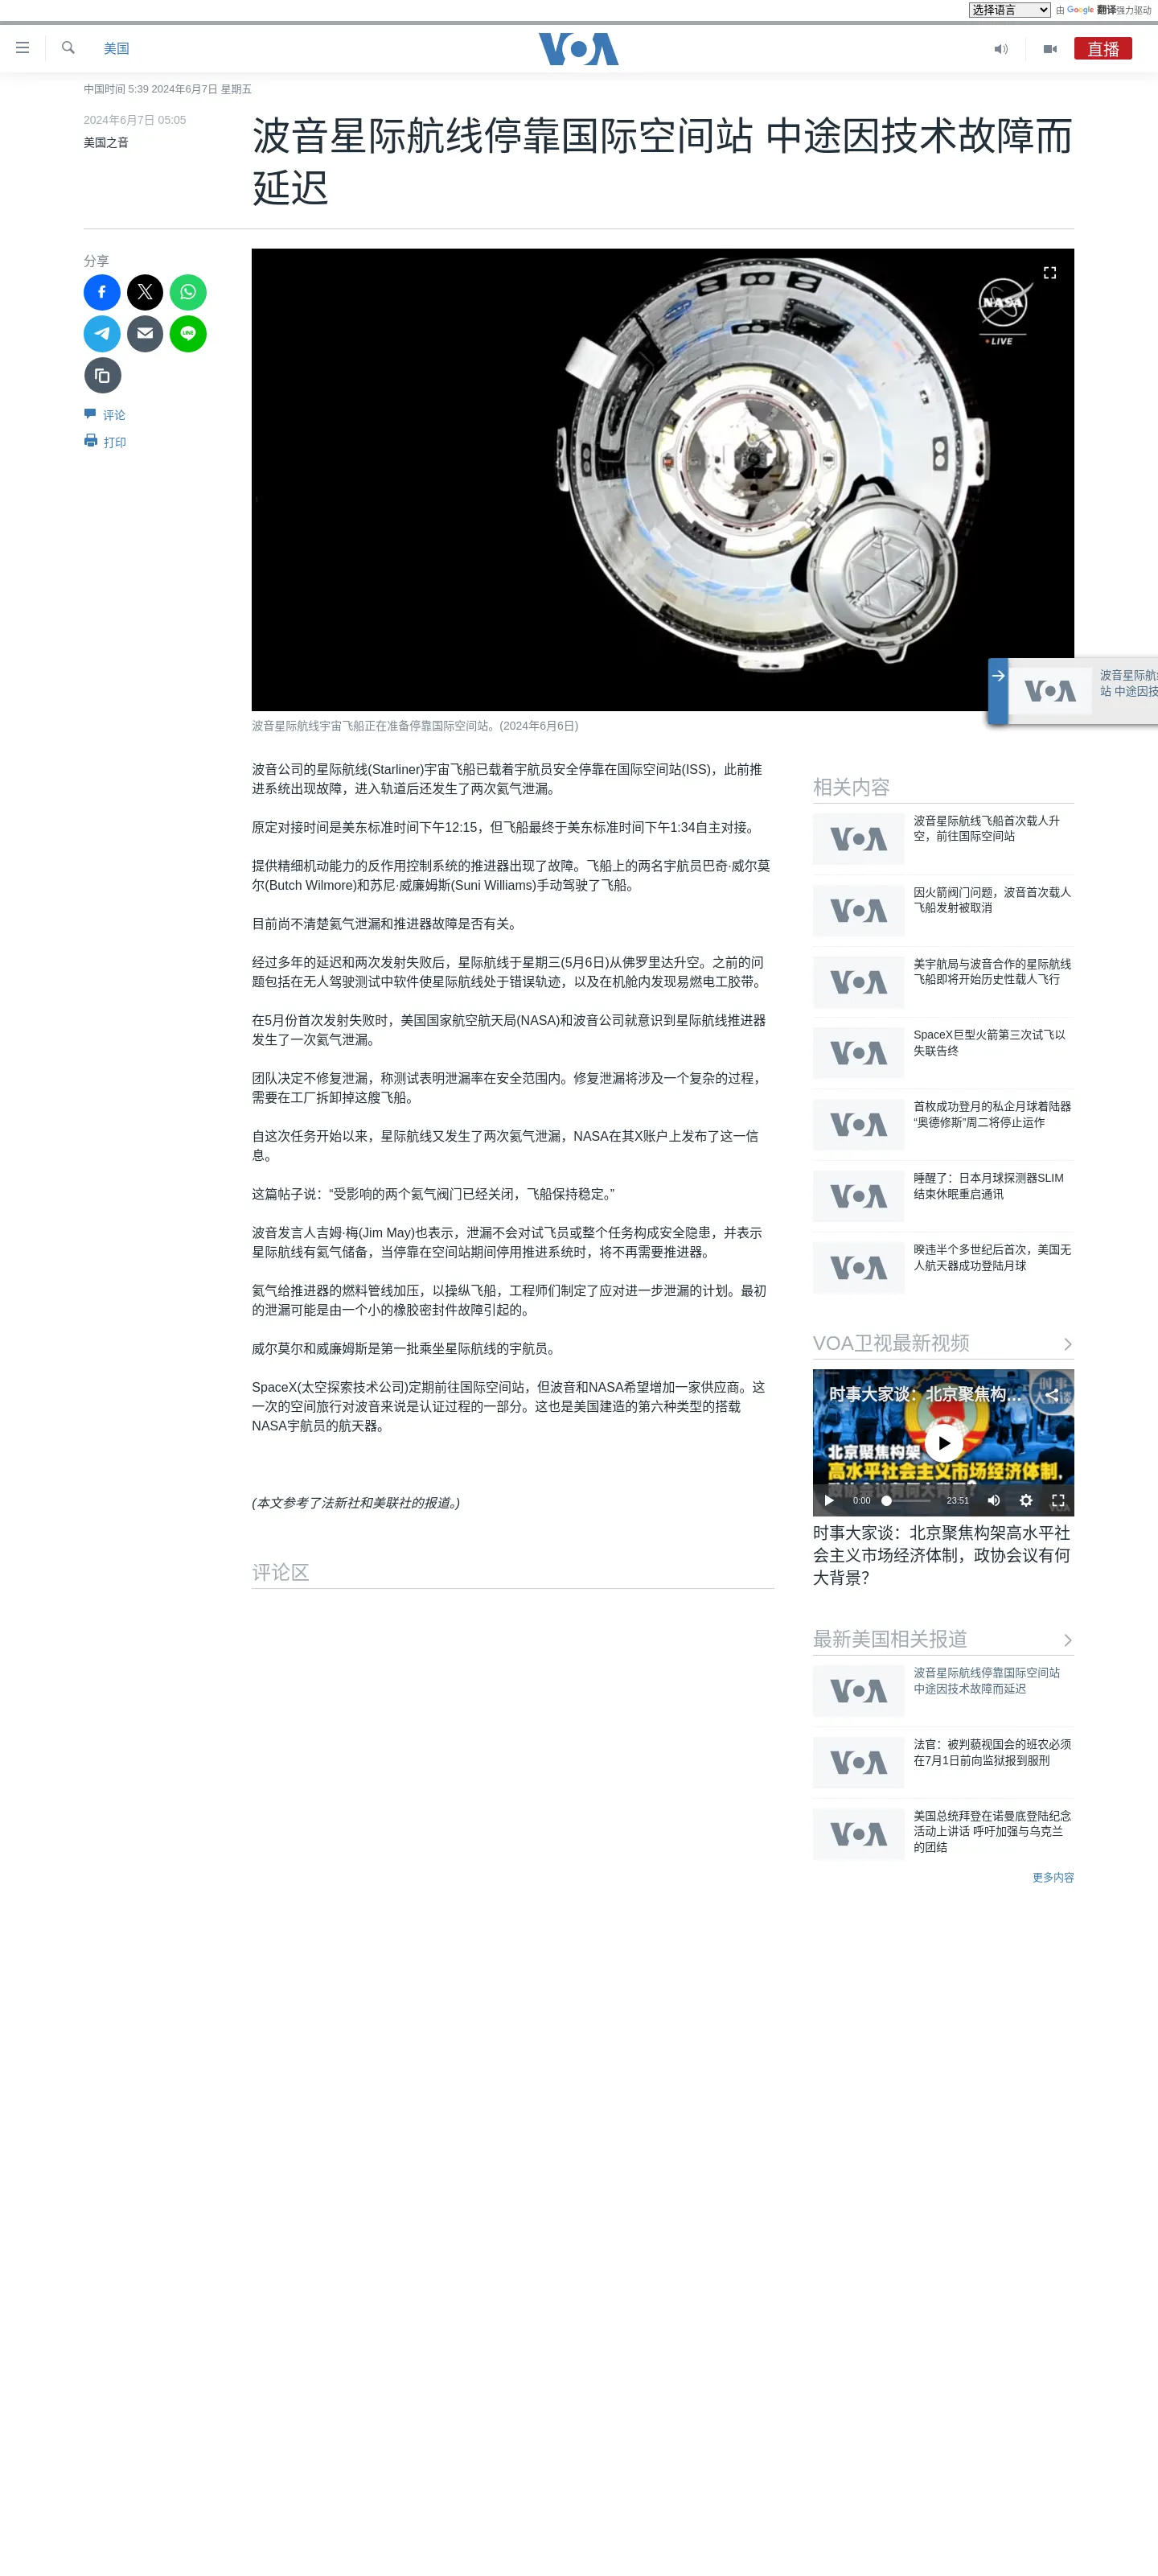 选择语言 由 Google 翻译强力驱动
美国
VOA
直播
中国时间 5:39 2024年6月7日 星期五
2024年6月7日 05:05
美国之音
波音星际航线停靠国际空间站 中途因技术故障而
延迟
分享
评论
打印
NASA
LIVE
波音星际航线宇宙飞船正在准备停靠国际空间站。(2024年6月6日)
VOA
波音星际航
站 中途因技
波音公司的星际航线(Starliner)宇宙飞船已载着宇航员安全停靠在国际空间站(ISS)，此前推
进系统出现故障，进入轨道后还发生了两次氦气泄漏。
原定对接时间是美东标准时间下午12:15，但飞船最终于美东标准时间下午1:34自主对接。
提供精细机动能力的反作用控制系统的推进器出现了故障。飞船上的两名宇航员巴奇·威尔莫
尔(Butch Wilmore)和苏尼·威廉姆斯(Suni Williams)手动驾驶了飞船。
目前尚不清楚氦气泄漏和推进器故障是否有关。
经过多年的延迟和两次发射失败后，星际航线于星期三(5月6日)从佛罗里达升空。之前的问
题包括在无人驾驶测试中软件使星际航线处于错误轨迹，以及在机舱内发现易燃电工胶带。
在5月份首次发射失败时，美国国家航空航天局(NASA)和波音公司就意识到星际航线推进器
发生了一次氦气泄漏。
团队决定不修复泄漏，称测试表明泄漏率在安全范围内。修复泄漏将涉及一个复杂的过程，
需要在工厂拆卸掉这艘飞船。
自这次任务开始以来，星际航线又发生了两次氦气泄漏，NASA在其X账户上发布了这一信
息。
这篇帖子说：“受影响的两个氦气阀门已经关闭，飞船保持稳定。”
波音发言人吉姆·梅(Jim May)也表示，泄漏不会对试飞员或整个任务构成安全隐患，并表示
星际航线有氦气储备，当停靠在空间站期间停用推进系统时，将不再需要推进器。
氦气给推进器的燃料管线加压，以操纵飞船，工程师们制定了应对进一步泄漏的计划。最初
的泄漏可能是由一个小的橡胶密封件故障引起的。
威尔莫尔和威廉姆斯是第一批乘坐星际航线的宇航员。
SpaceX(太空探索技术公司)定期前往国际空间站，但波音和NASA希望增加一家供应商。这
一次的空间旅行对波音来说是认证过程的一部分。这也是美国建造的第六种类型的搭载
NASA宇航员的航天器。
(本文参考了法新社和美联社的报道。)
评论区
相关内容
VOA
波音星际航线飞船首次载人升
空，前往国际空间站
VOA
因火箭阀门问题，波音首次载人
飞船发射被取消
VOA
美宇航局与波音合作的星际航线
飞船即将开始历史性载人飞行
VOA
SpaceX巨型火箭第三次试飞以
失联告终
VOA
首枚成功登月的私企月球着陆器
“奥德修斯”周二将停止运作
VOA
睡醒了：日本月球探测器SLIM
结束休眠重启通讯
VOA
睽违半个多世纪后首次，美国无
人航天器成功登陆月球
VOA卫视最新视频
时事大家谈：北京聚焦构...
北京聚焦构架
高水平社会主义市场经济体制，
0:00 23:51
时事大家谈：北京聚焦构架高水平社
会主义市场经济体制，政协会议有何
大背景？
最新美国相关报道
VOA
波音星际航线停靠国际空间站
中途因技术故障而延迟
VOA
法官：被判藐视国会的班农必须
在7月1日前向监狱报到服刑
VOA
美国总统拜登在诺曼底登陆纪念
活动上讲话 呼吁加强与乌克兰
的团结
更多内容